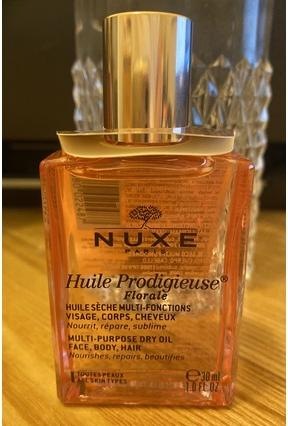 NUXE
PARIS
Huile Prodigieuse®
Florale
HUILE SÈCHE MULTI-FONCTIONS
VISAGE, CORPS, CHEVEUX
Nourrit, répare, sublime
MULTI-PURPOSE DRY OIL
FACE, BODY, HAIR
Nourishes, repairs, beautifies
TOUTES PEAUX
ALL SKIN TYPES
℮ 30 ml
1.0 FL. OZ.